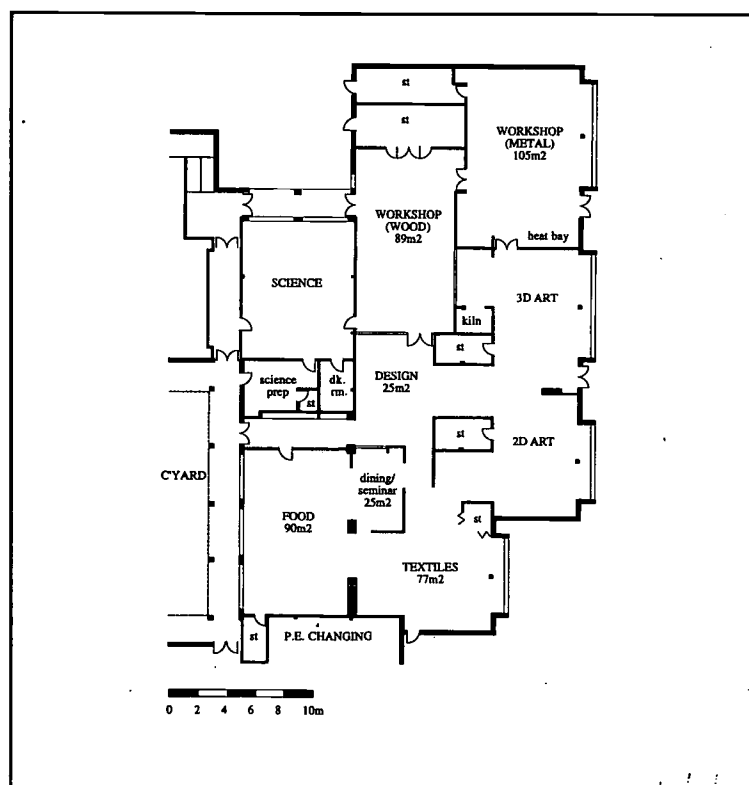 st
st
WORKSHOP
(METAL)
105m2
WORKSHOP
(WOOD)
89m2
heat bay
SCIENCE
3D ART
kiln
st
science
prep
dk.
rm.
st
DESIGN
25m2
st
2D ART
C'YARD
dining/
seminar
25m2
FOOD
90m2
st
TEXTILES
77m2
st
P.E. CHANGING
0 2 4 6 8 10m